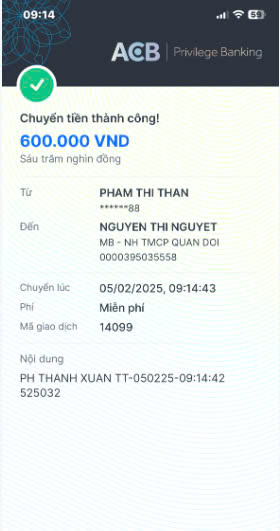 09:14
59
ACB Privilege Banking
Chuyển tiền thành công!
600.000 VND
Sáu trăm nghìn đồng
Từ PHAM THI THAN
******88
Đến NGUYEN THI NGUYET
MB - NH TMCP QUAN DOI
0000395035558
Chuyển lúc 05/02/2025, 09:14:43
Phí Miễn phí
Mã giao dịch 14099
Nội dung
PH THANH XUAN TT-050225-09:14:42
525032